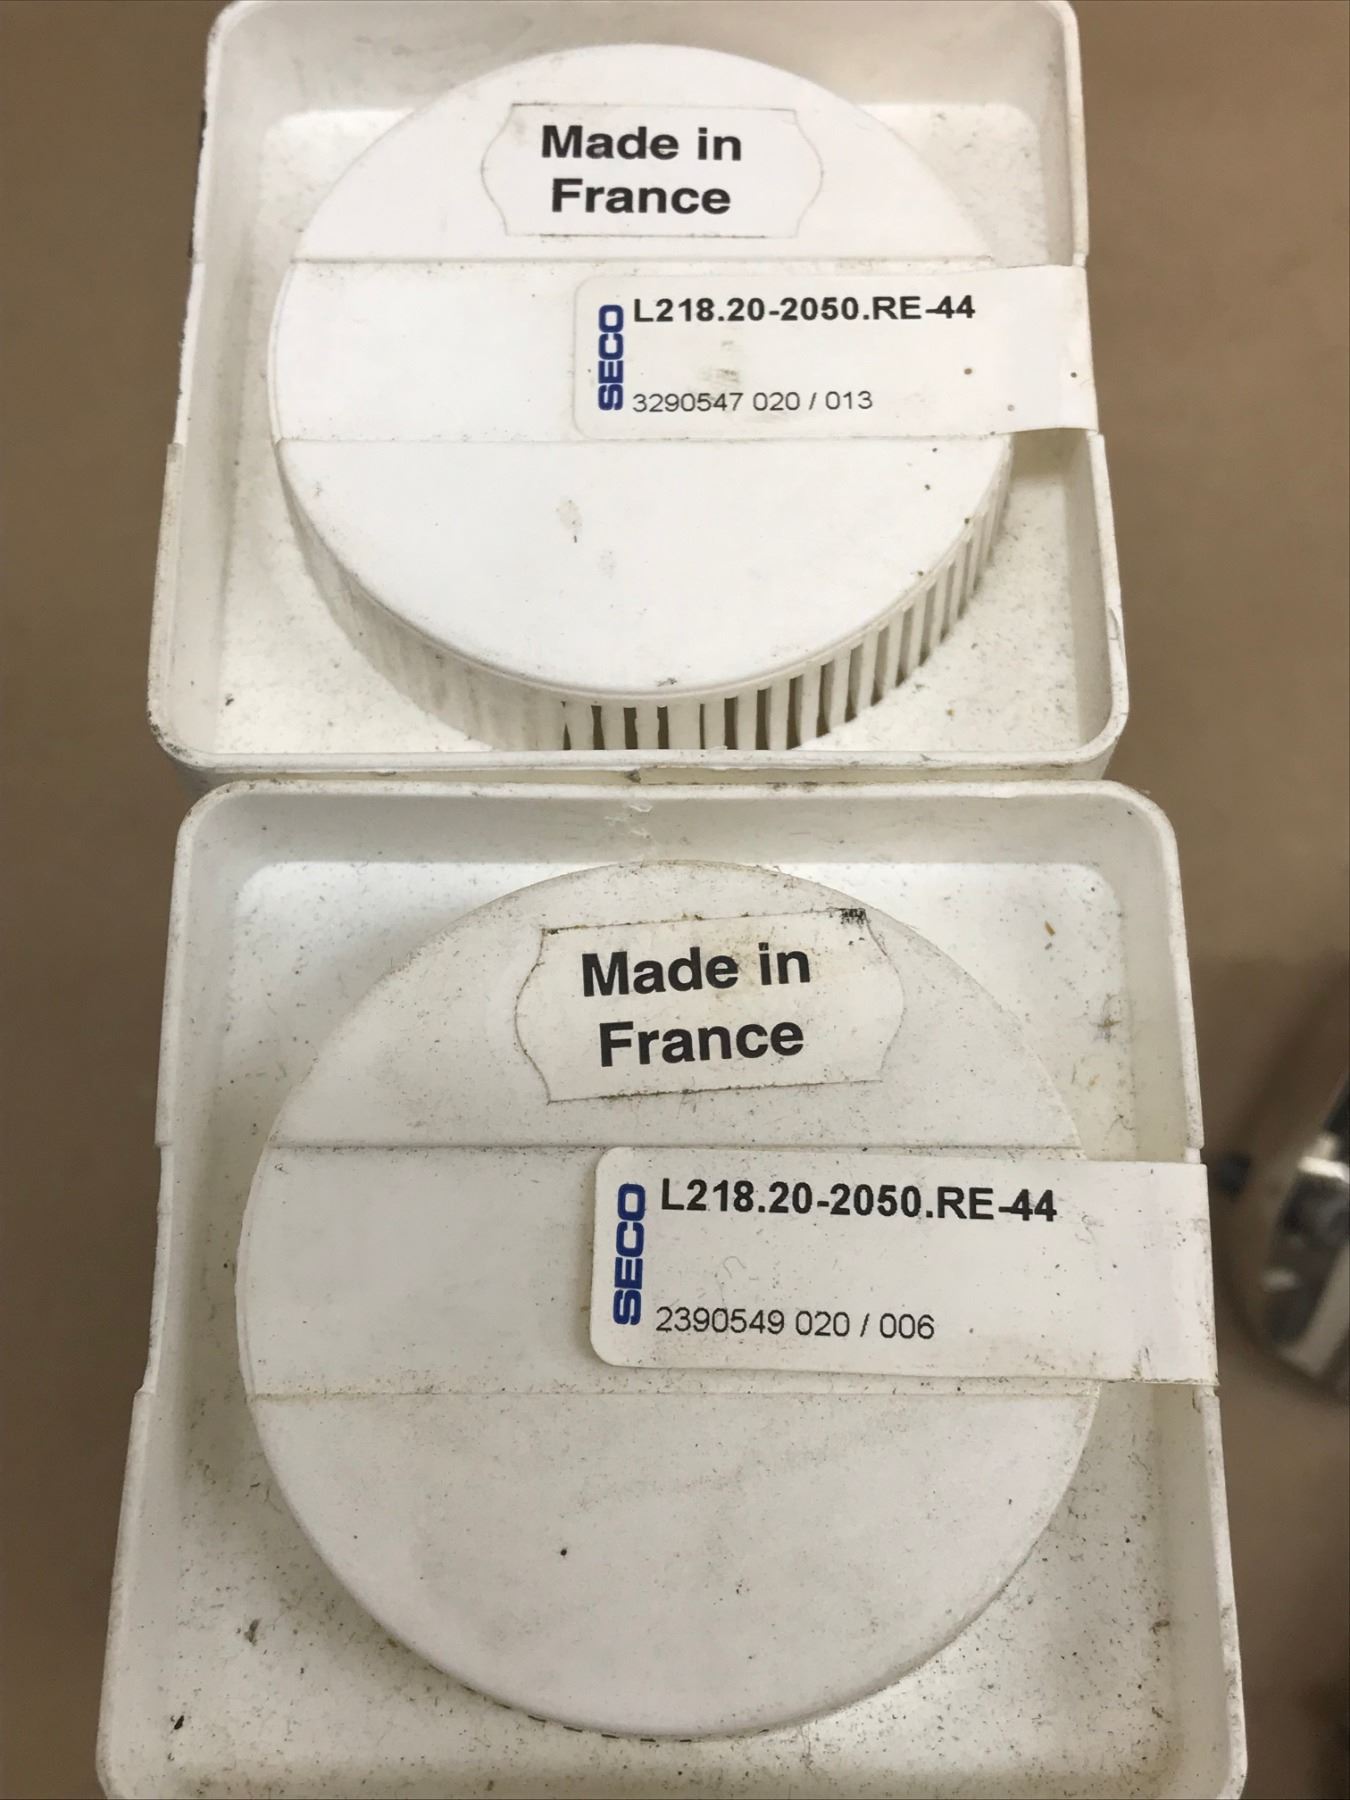 Made in
France
SECO
L218.20-2050.RE-44
3290547 020 / 013
Made in
France
SECO
L218.20-2050.RE-44
2390549 020 / 006